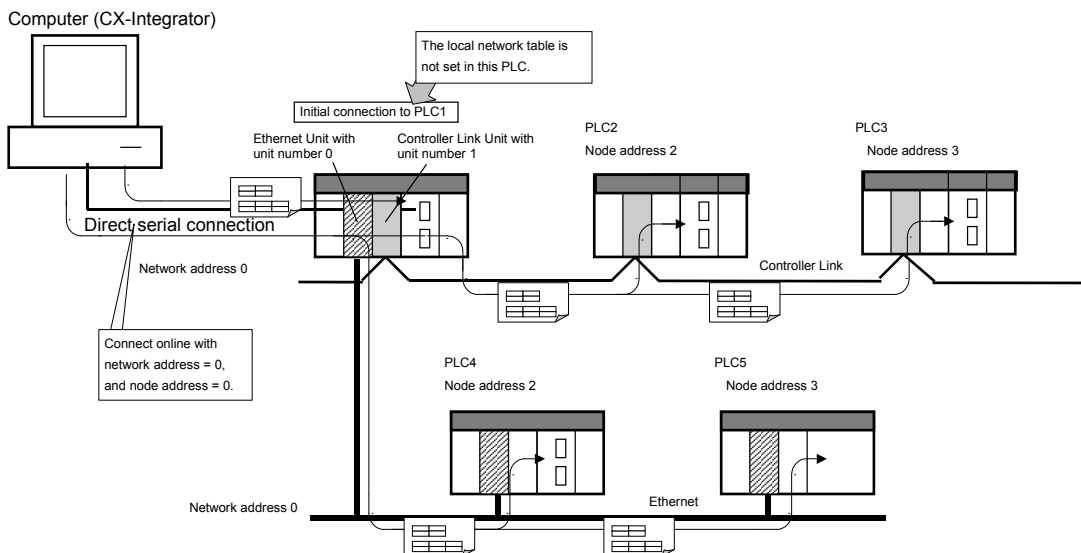 Computer (CX-Integrator)
The local network table is
not set in this PLC.
Initial connection to PLC1
Ethernet Unit with
unit number 0
Controller Link Unit with
unit number 1
PLC2
Node address 2
PLC3
Node address 3
Direct serial connection
Network address 0
Controller Link
Connect online with
network address = 0,
and node address = 0.
PLC4
Node address 2
PLC5
Node address 3
Network address 0
Ethernet